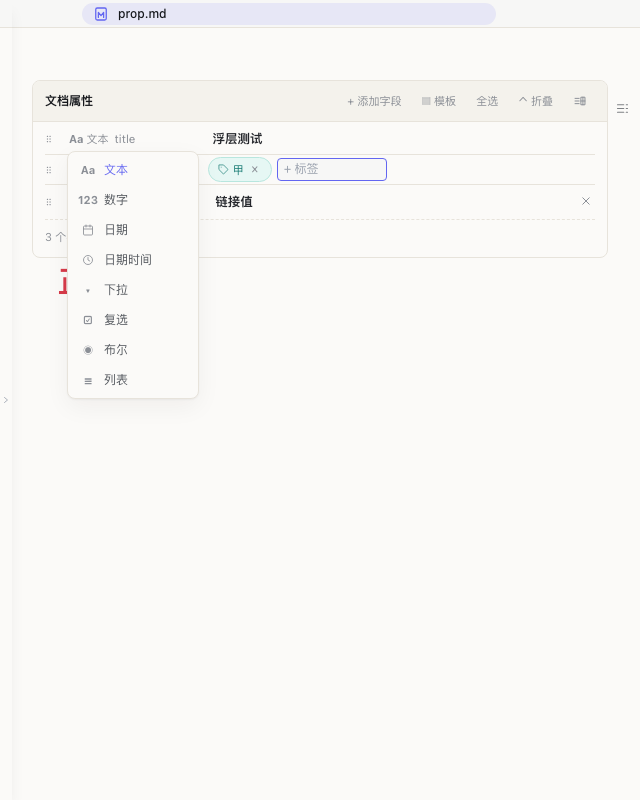 prop.md
文档属性
+ 添加字段 模板 全选 折叠
Aa 文本 title 浮层测试
甲 × + 标签
链接值
3 个
Aa 文本
123 数字
日期
日期时间
下拉
复选
布尔
列表